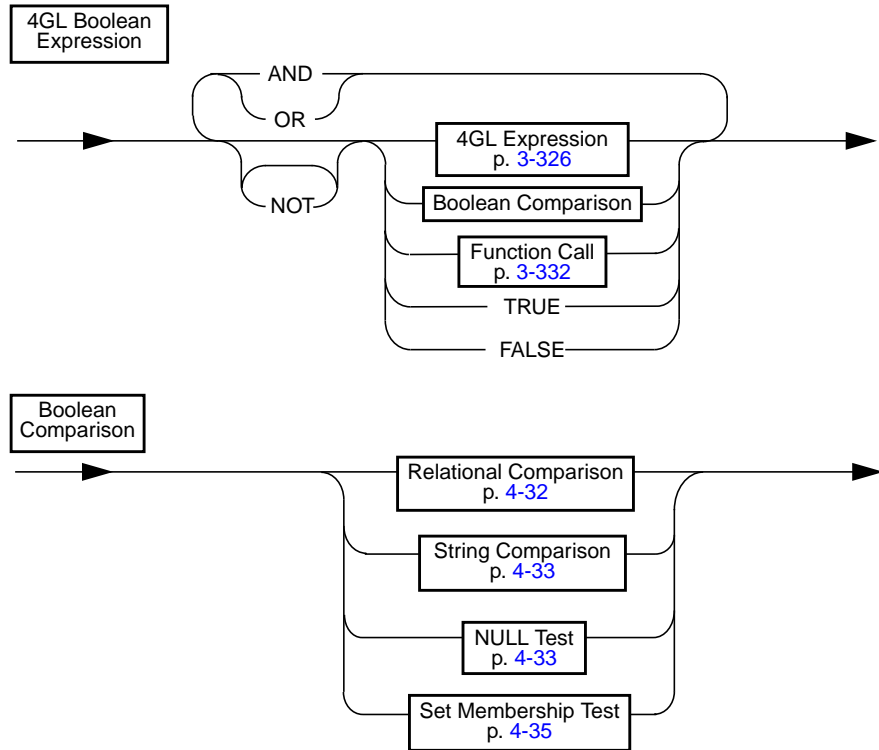 4GL Boolean
Expression
AND
OR
NOT
4GL Expression
p. 3-326
Boolean Comparison
Function Call
p. 3-332
TRUE
FALSE
Boolean
Comparison
Relational Comparison
p. 4-32
String Comparison
p. 4-33
NULL Test
p. 4-33
Set Membership Test
p. 4-35